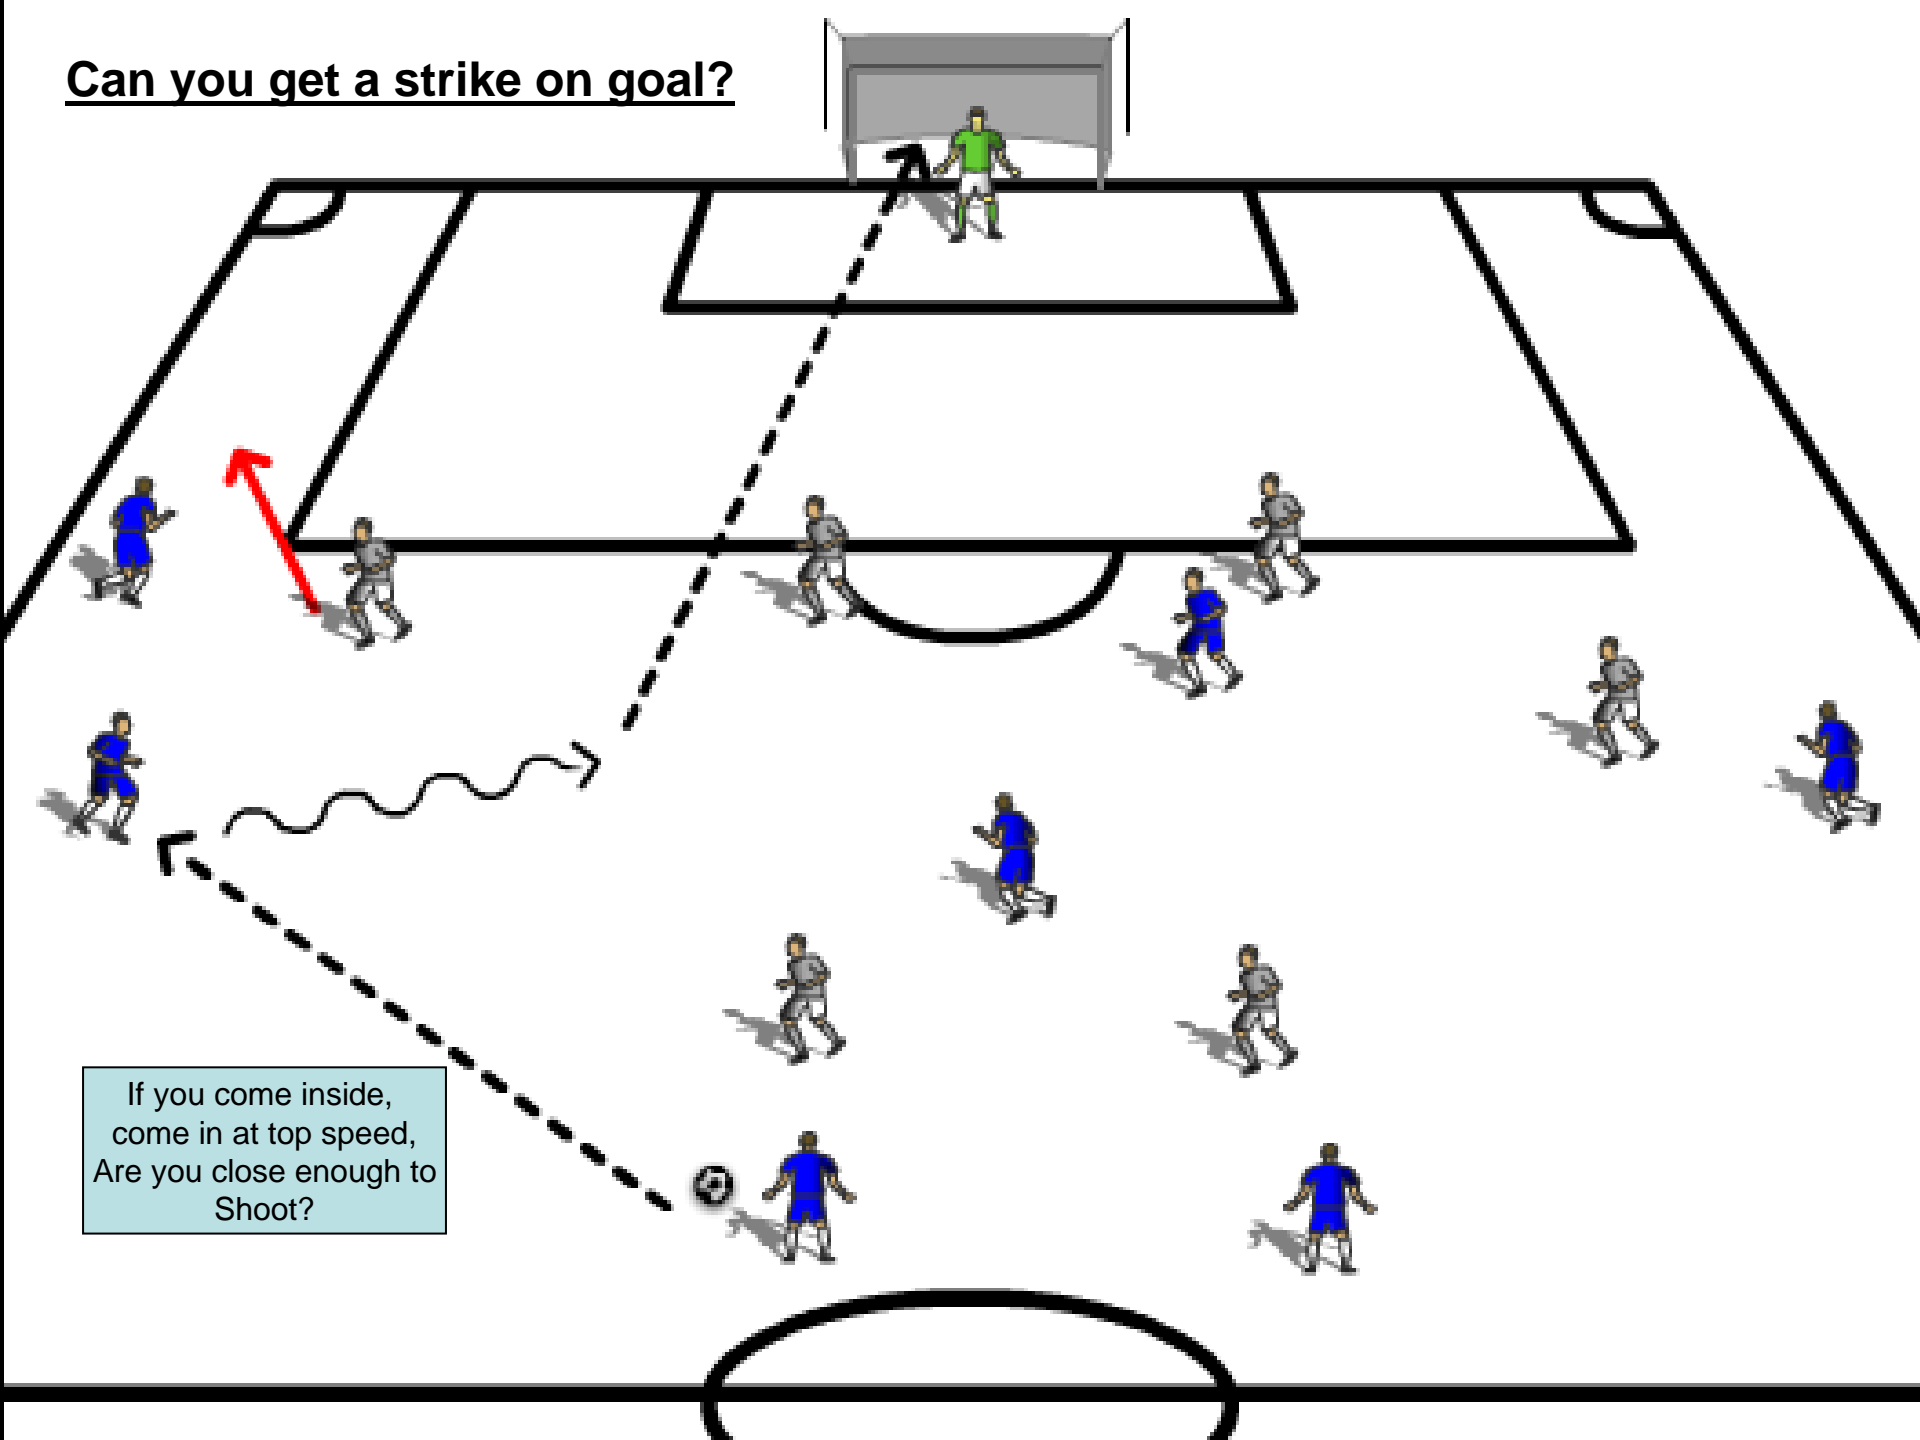 Can you get a strike on goal?
If you come inside,
come in at top speed,
Are you close enough to
Shoot?